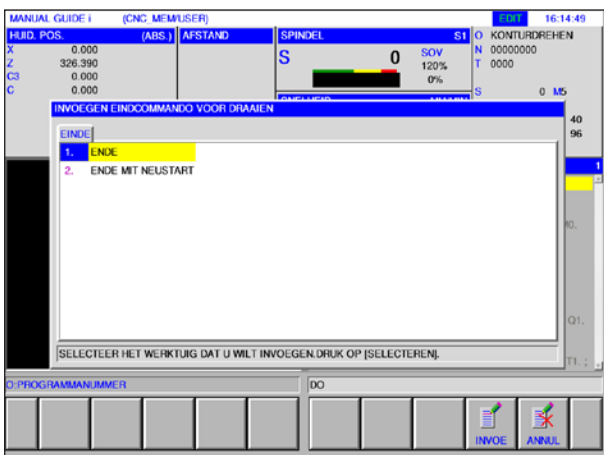 MANUAL GUIDE i (CNC_MEM/USER) EDIT 16:14:49
HUID. POS. (ABS.) AFSTAND SPINDEL S1 O KONTURDREHEN
X 0.000 S 0 SOV N 00000000
Z 326.390 120% T 0000
C3 0.000 0%
C 0.000 S 0 M5
INVOEGEN EINDCOMMANDO VOOR DRAAIEN
40
EINDE 96
1. ENDE
2. ENDE MIT NEUSTART
1
M0.
Q1.
T1. ;
SELECTEER HET WERKTUIG DAT U WILT INVOEGEN.DRUK OP [SELECTEREN].
O:PROGRAMMANUMMER DO
INVOE ANNUL